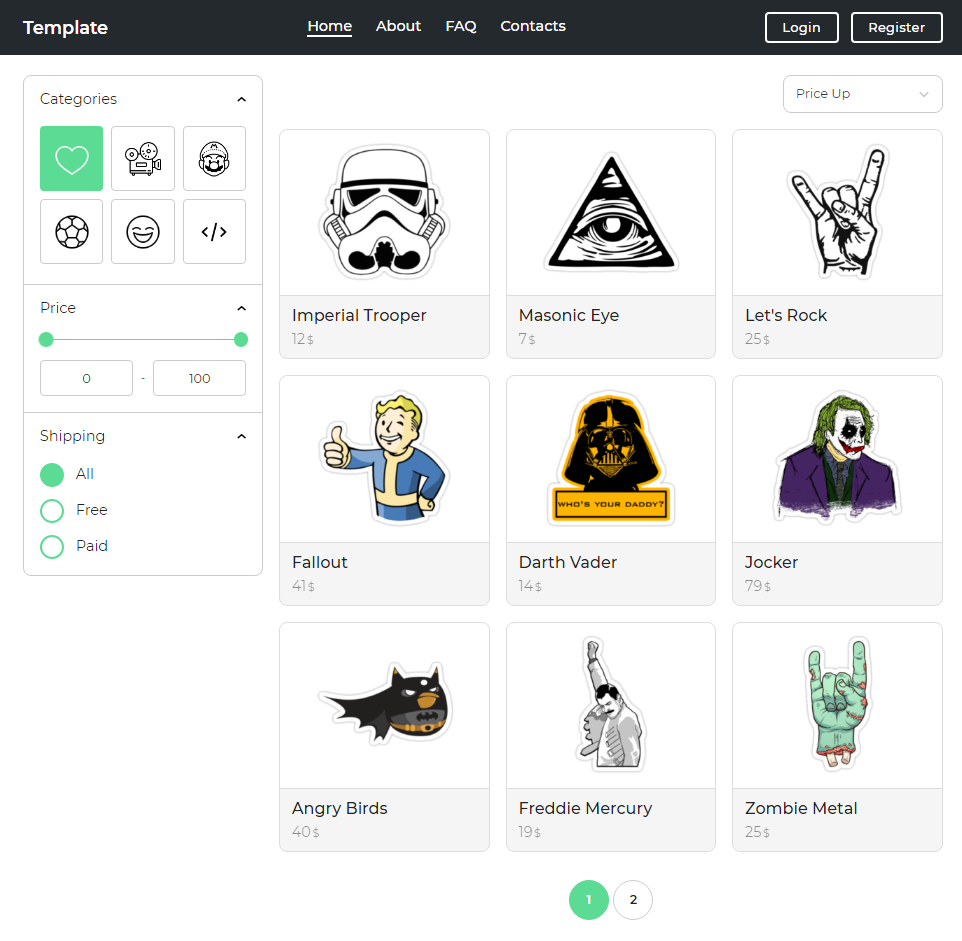 Template
Home About FAQ Contacts
Login Register
Categories
</>
Price
0 - 100
Shipping
All
Free
Paid
Price Up
Imperial Trooper
12$
Masonic Eye
7$
Let's Rock
25$
Fallout
41$
WHO'S YOUR DADDY?
Darth Vader
14$
Jocker
79$
Angry Birds
40$
Freddie Mercury
19$
Zombie Metal
25$
1 2